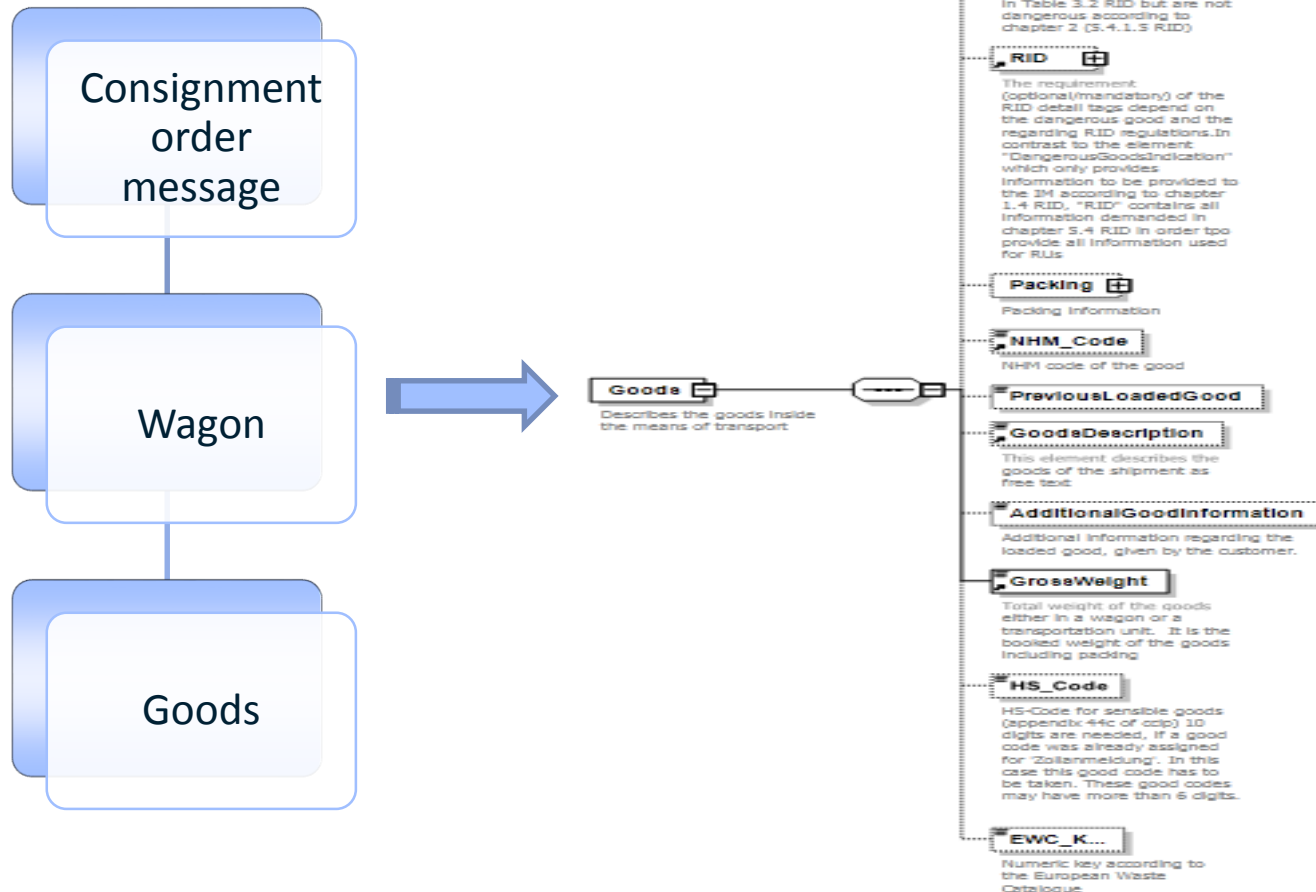 Consignment
order
message
Wagon
Goods
Goods
Describes the goods inside
the means of transport
in Table 3.2 RID but are not
dangerous according to
chapter 2 (5.4.1.5 RID)
RID
The requirement
(optional/mandatory) of the
RID detail tags depend on
the dangerous good and the
regarding RID regulations.In
contrast to the element
"DangerousGoodsIndication"
which only provides
information to be provided to
the IM according to chapter
1.4 RID, "RID" contains all
information demanded in
chapter 5.4 RID in order tpo
provide all information used
for RUs
Packing
Packing Information
NHM_Code
NHM code of the good
PreviousLoadedGood
GoodsDescription
This element describes the
goods of the shipment as
free text
AdditionalGoodInformation
Additional information regarding the
loaded good, given by the customer.
GrossWeight
Total weight of the goods
either in a wagon or a
transportation unit. It is the
booked weight of the goods
including packing
HS_Code
HS-Code for sensible goods
(appendix 44c of ccip) 10
digits are needed, if a good
code was already assigned
for 'Zollanmeldung'. In this
case this good code has to
be taken. These good codes
may have more than 6 digits.
EWC_K...
Numeric key according to
the European Waste
Catalogue